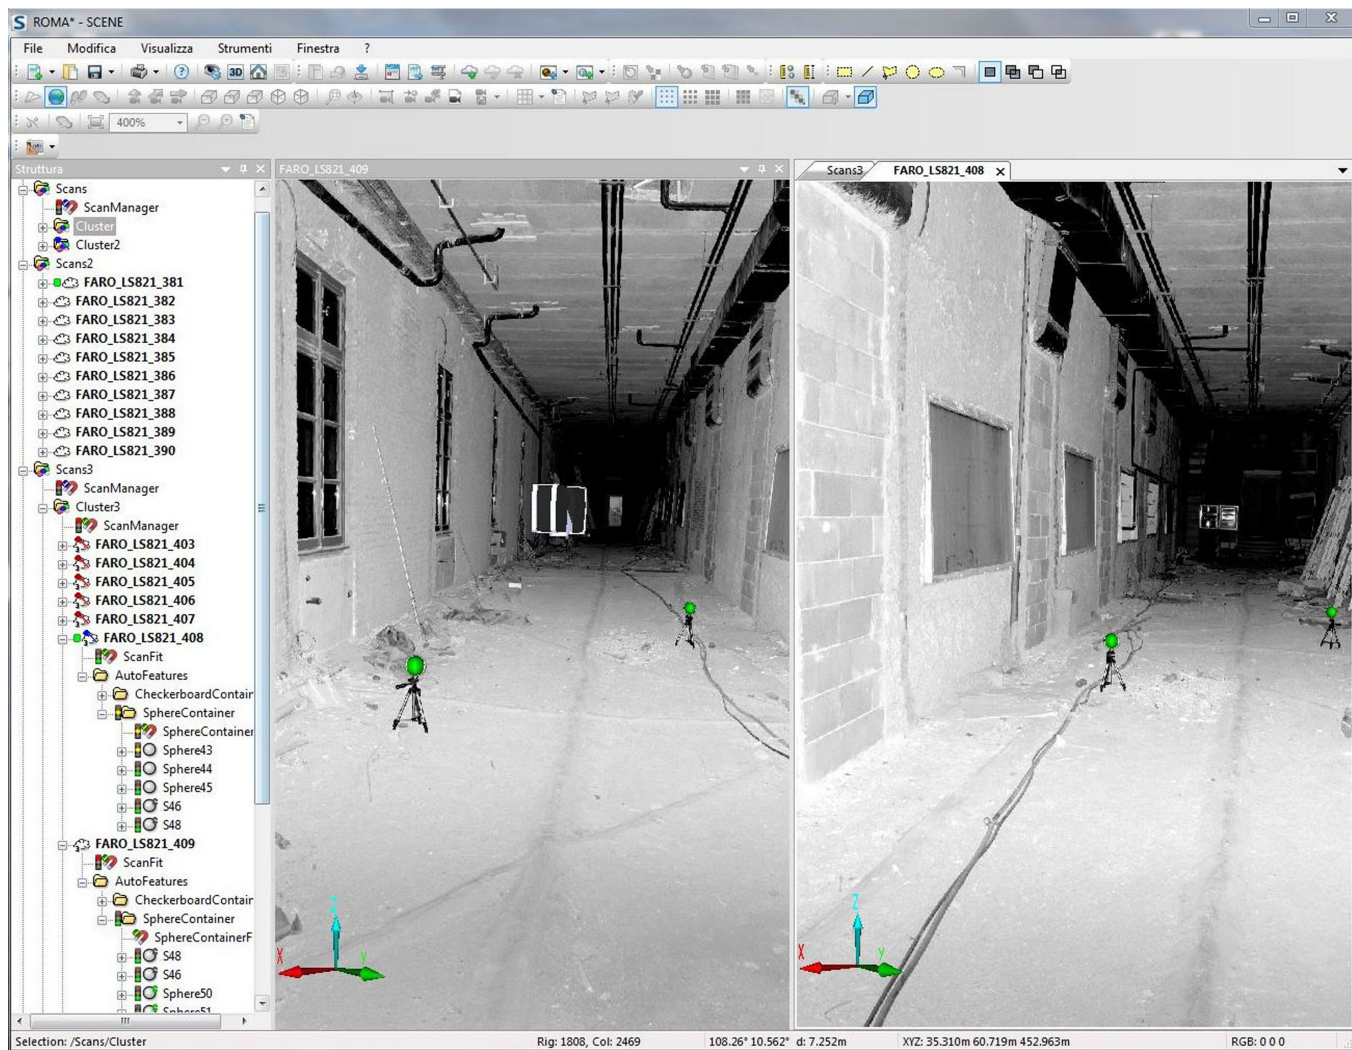 ROMA* - SCENE
File Modifica Visualizza Strumenti Finestra ?
3D
400%
Struttura
Scans
ScanManager
Cluster
Cluster2
Scans2
FARO_LS821_381
FARO_LS821_382
FARO_LS821_383
FARO_LS821_384
FARO_LS821_385
FARO_LS821_386
FARO_LS821_387
FARO_LS821_388
FARO_LS821_389
FARO_LS821_390
Scans3
ScanManager
Cluster3
ScanManager
FARO_LS821_403
FARO_LS821_404
FARO_LS821_405
FARO_LS821_406
FARO_LS821_407
FARO_LS821_408
ScanFit
AutoFeatures
CheckerboardContair
SphereContainer
SphereContainer
Sphere43
Sphere44
Sphere45
S46
S48
FARO_LS821_409
ScanFit
AutoFeatures
CheckerboardContair
SphereContainer
SphereContainerF
S48
S46
Sphere50
Sphere51
FARO_LS821_409
Z
X
Y
Scans3 FARO_LS821_408
Z
X
Y
Selection: /Scans/Cluster Rig: 1808, Col: 2469 108.26° 10.562° d: 7.252m XYZ: 35.310m 60.719m 452.963m RGB: 0 0 0